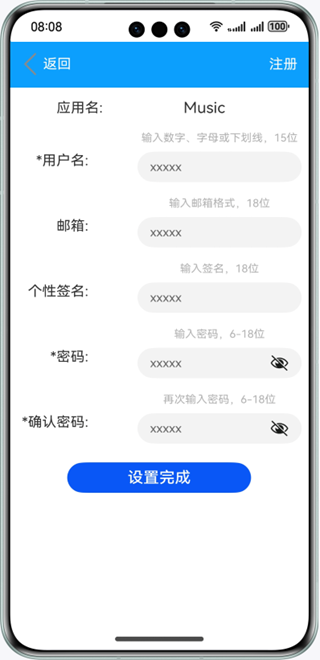 08:08 100
返回 注册
应用名: Music
输入数字、字母或下划线，15位
*用户名: xxxxx
输入邮箱格式，18位
邮箱: xxxxx
输入签名，18位
个性签名: xxxxx
输入密码，6-18位
*密码: xxxxx
再次输入密码，6-18位
*确认密码: xxxxx
设置完成